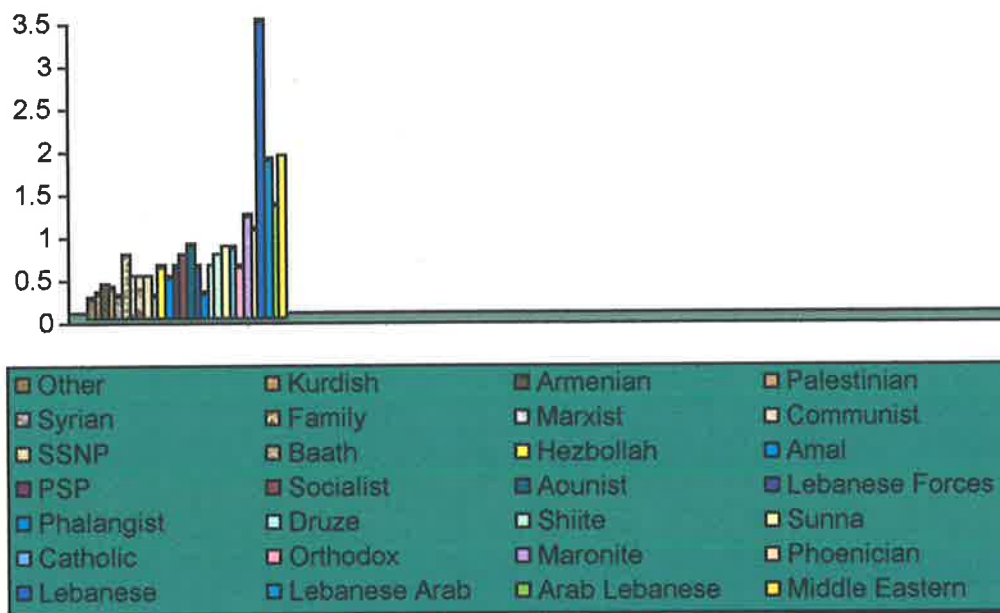 3.5
3
2.5
2
1.5
1
0.5
0
Other Kurdish Armenian Palestinian
Syrian Family Marxist Communist
SSNP Baath Hezbollah Amal
PSP Socialist Aounist Lebanese Forces
Phalangist Druze Shiite Sunna
Catholic Orthodox Maronite Phoenician
Lebanese Lebanese Arab Arab Lebanese Middle Eastern